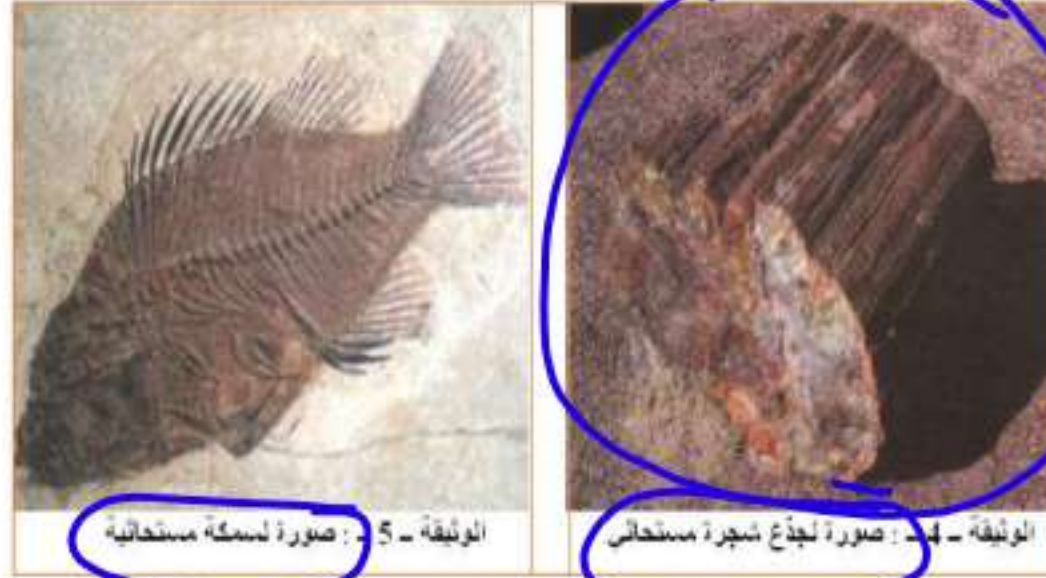 الوثيقة ـ 4 ـ : صورة لجذع شجرة مستحاثي
الوثيقة ـ 5 ـ : صورة لسمكة مستحاثية